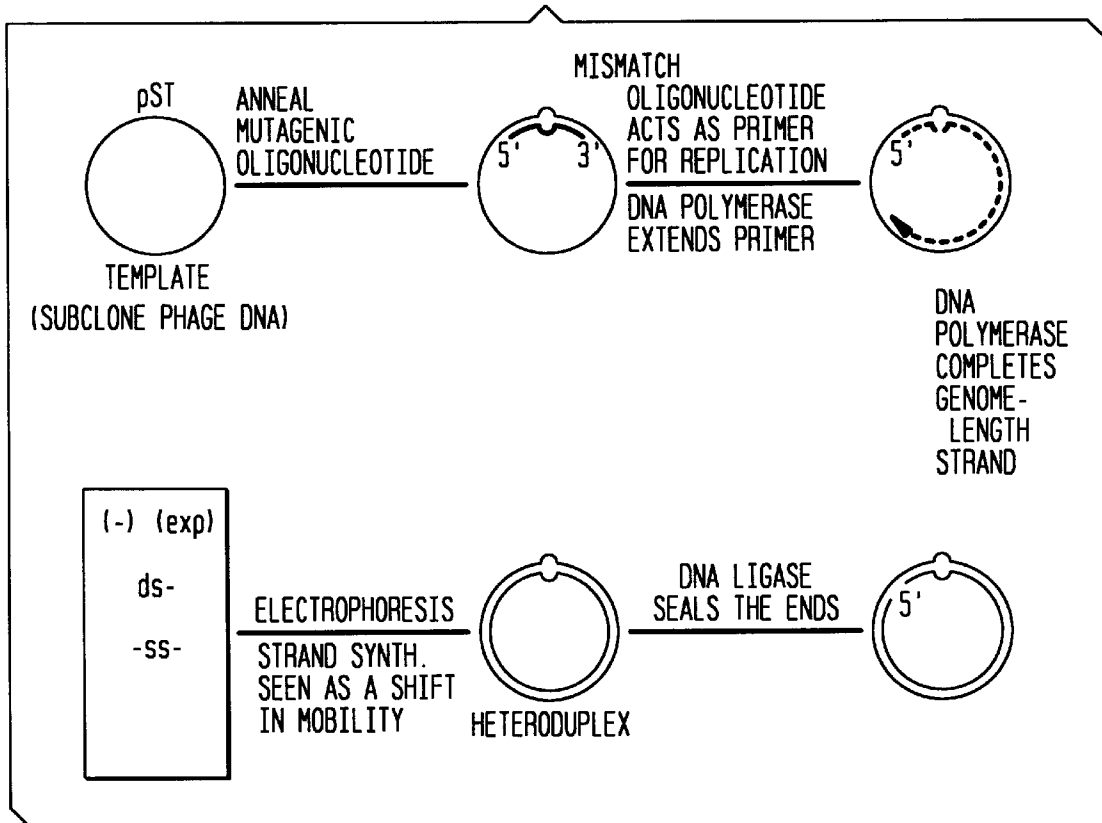 pST
ANNEAL
MUTAGENIC
OLIGONUCLEOTIDE
TEMPLATE
(SUBCLONE PHAGE DNA)
5' 3'
MISMATCH
OLIGONUCLEOTIDE
ACTS AS PRIMER
FOR REPLICATION
DNA POLYMERASE
EXTENDS PRIMER
5'
DNA
POLYMERASE
COMPLETES
GENOME-
LENGTH
STRAND
5'
DNA LIGASE
SEALS THE ENDS
HETERODUPLEX
ELECTROPHORESIS
STRAND SYNTH.
SEEN AS A SHIFT
IN MOBILITY
(-) (exp)
ds-
-ss-